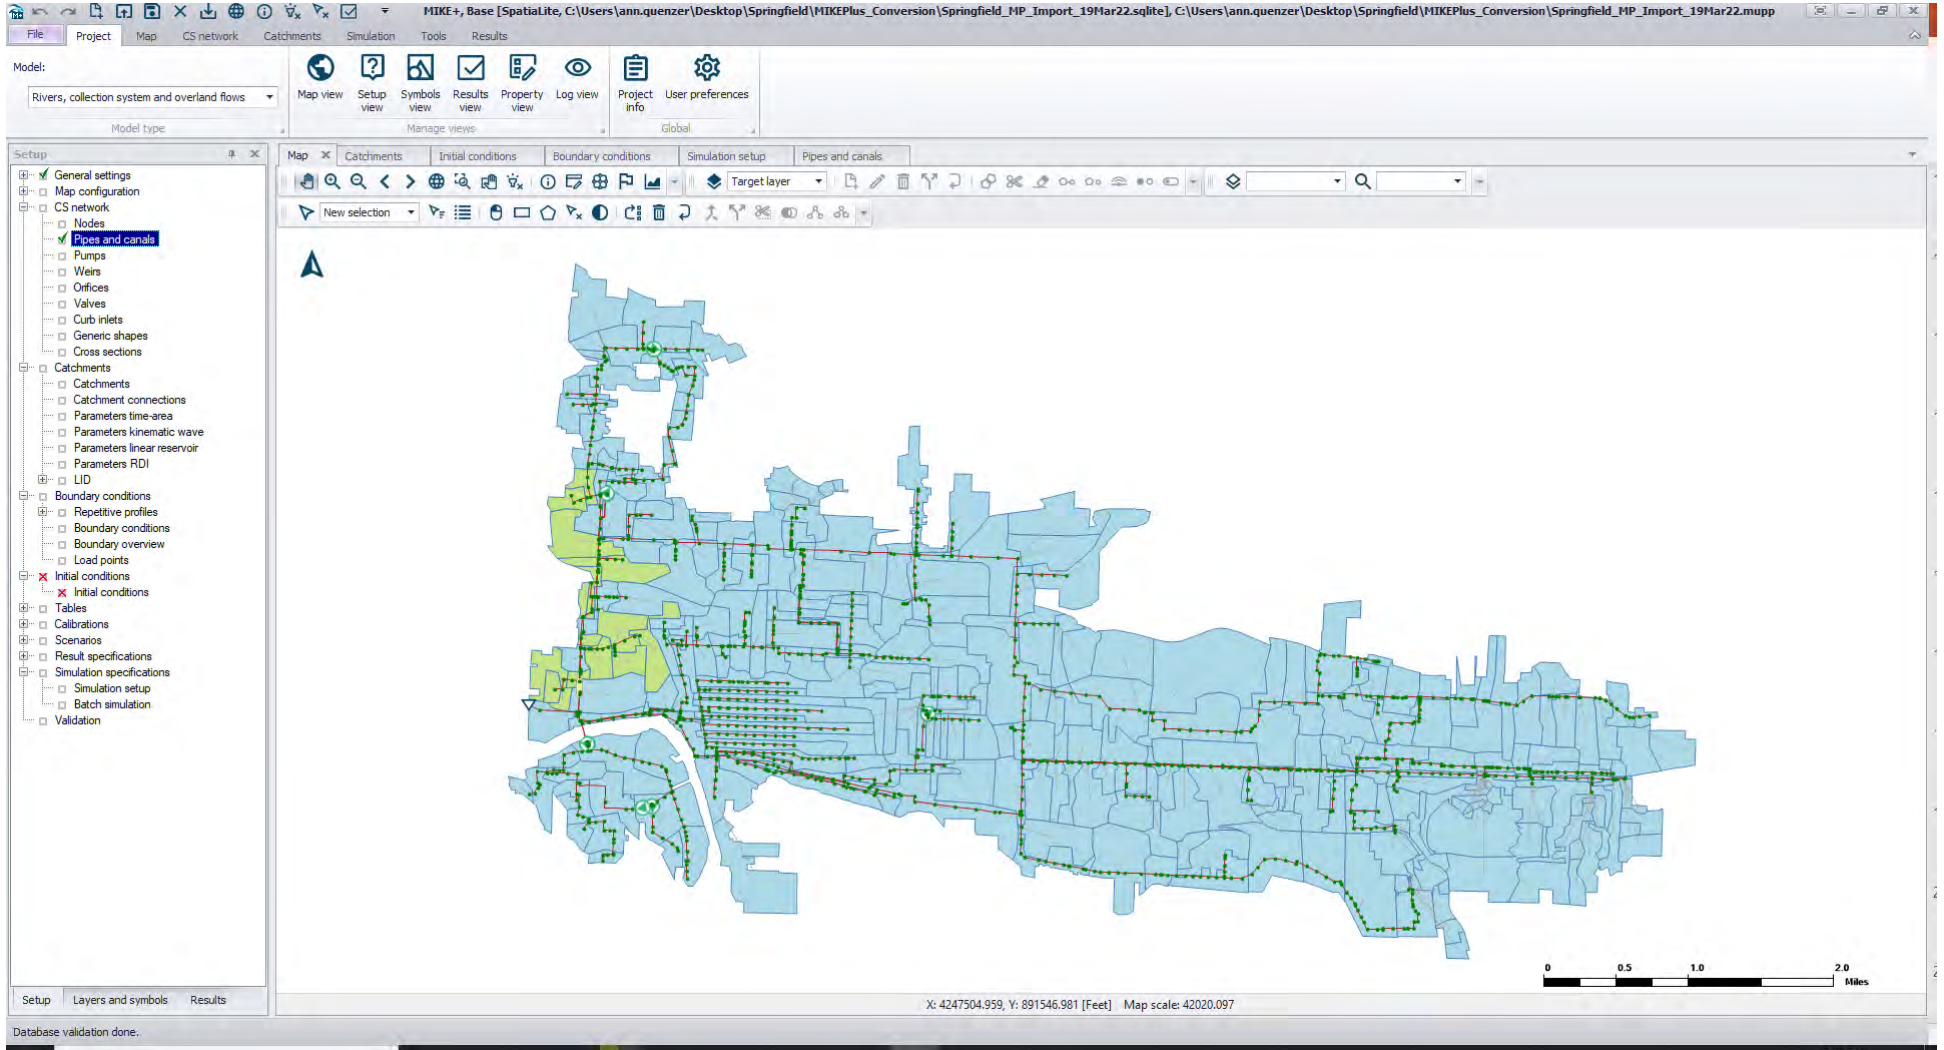 MIKE+, Base [SpatiaLite, C:\Users\ann.quenzer\Desktop\Springfield\MIKEPlus_Conversion\Springfield_MP_Import_19Mar22.sqlite], C:\Users\ann.quenzer\Desktop\Springfield\MIKEPlus_Conversion\Springfield_MP_Import_19Mar22.mupp
File Project Map CS network Catchments Simulation Tools Results
Model:
Rivers, collection system and overland flows
Model type
Map view Setup view Symbols view Results view Property view Log view
Manage views
Project info User preferences
Global
Setup
General settings
Map configuration
CS network
Nodes
Pipes and canals
Pumps
Weirs
Orifices
Valves
Curb inlets
Generic shapes
Cross sections
Catchments
Catchments
Catchment connections
Parameters time-area
Parameters kinematic wave
Parameters linear reservoir
Parameters RDI
LID
Boundary conditions
Repetitive profiles
Boundary conditions
Boundary overview
Load points
Initial conditions
Initial conditions
Tables
Calibrations
Scenarios
Result specifications
Simulation specifications
Simulation setup
Batch simulation
Validation
Setup Layers and symbols Results
Map Catchments Initial conditions Boundary conditions Simulation setup Pipes and canals
Target layer
New selection
0 0.5 1.0 2.0
Miles
X: 4247504.959, Y: 891546.981 [Feet] Map scale: 42020.097
Database validation done.